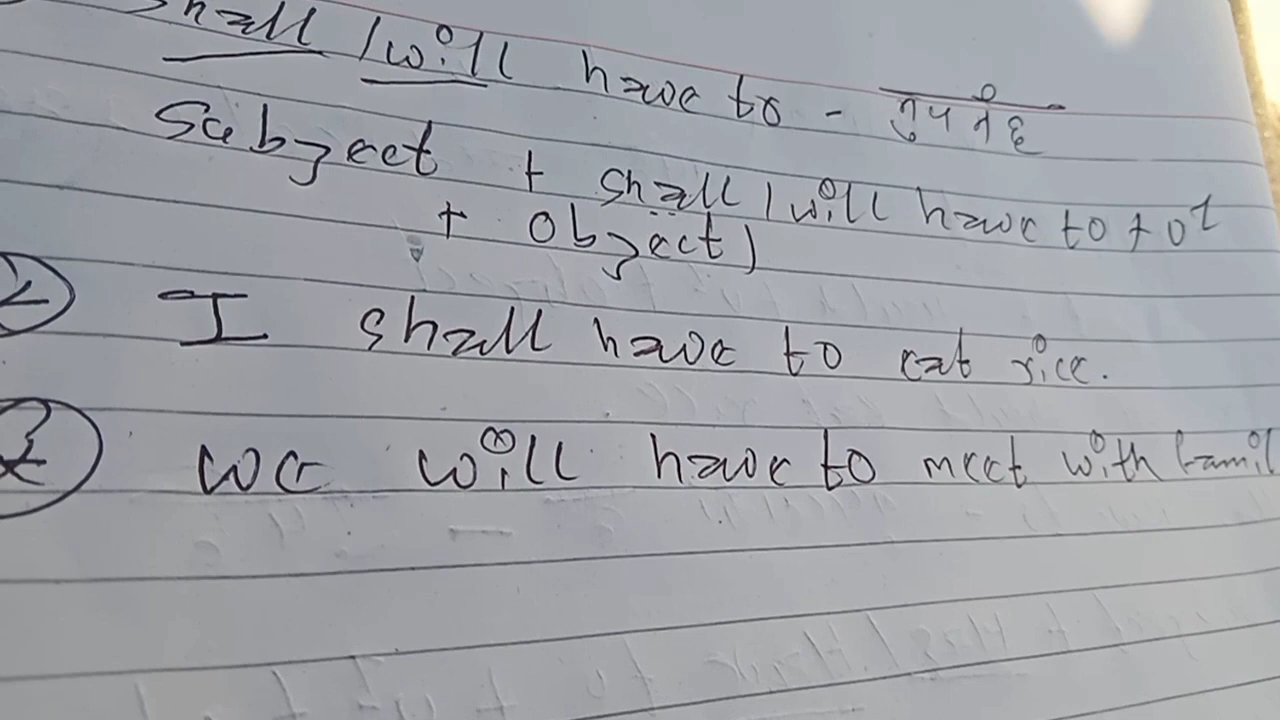 shall / will have to -
Subject + shall / will have to + v1
+ object)
I shall have to eat rice.
we will have to meet with famil